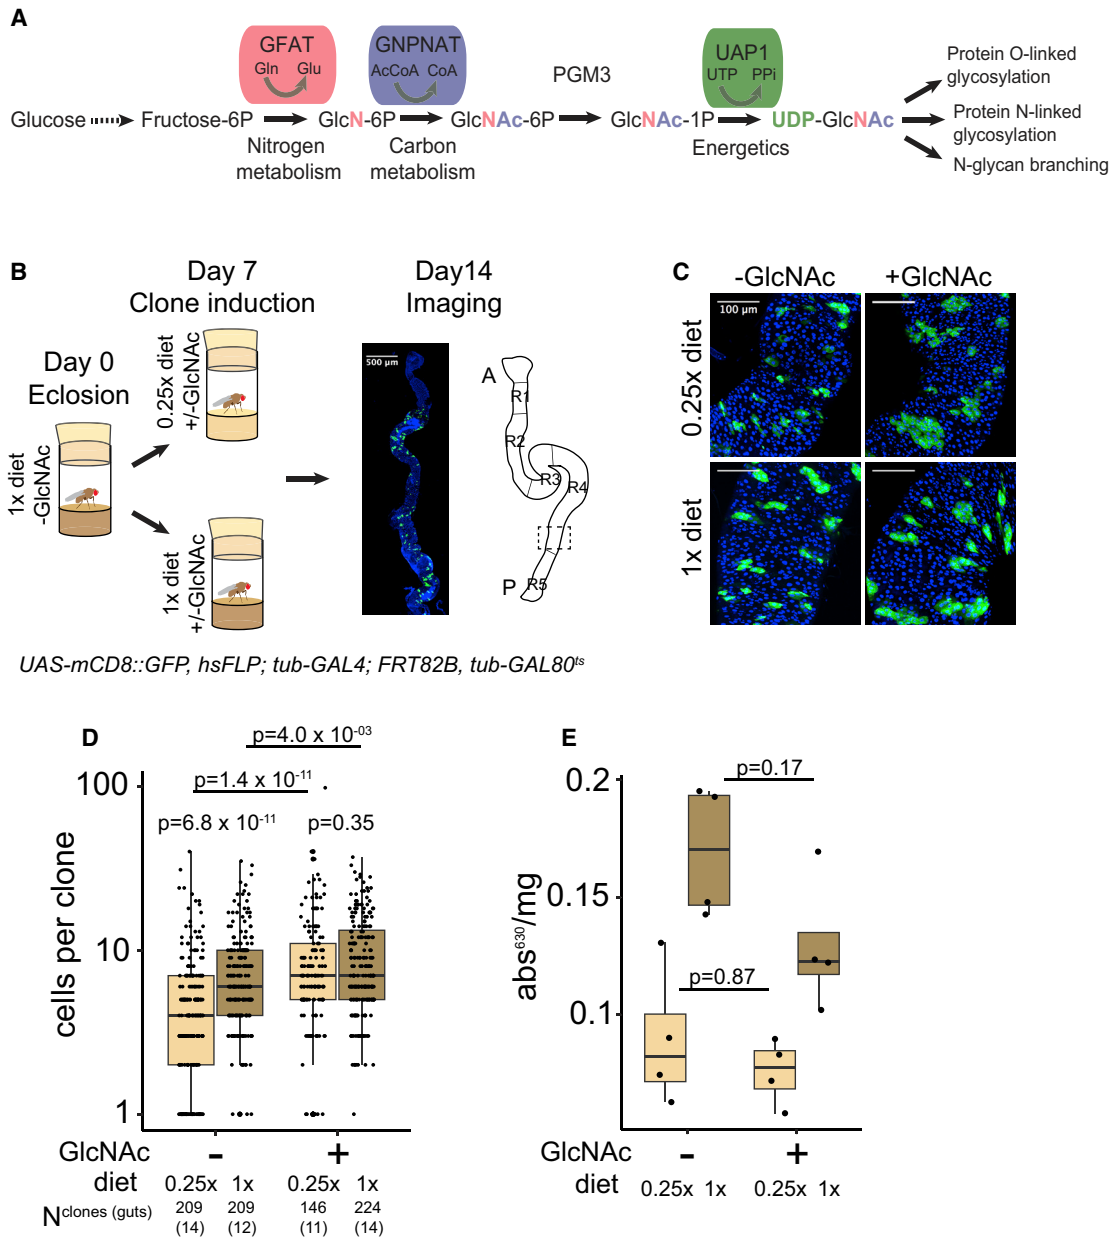 A
GFAT
Gln Glu
GNPNAT
AcCoA CoA
PGM3
UAP1
UTP PPi
Glucose Fructose-6P GlcN-6P GlcNAc-6P GlcNAc-1P UDP-GlcNAc
Nitrogen
metabolism
Carbon
metabolism
Energetics
Protein O-linked
glycosylation
Protein N-linked
glycosylation
N-glycan branching
B
Day 0
Eclosion
1x diet
-GlcNAc
Day 7
Clone induction
0.25x diet
+/-GlcNAc
1x diet
+/-GlcNAc
Day14
Imaging
500 µm
A
R1
R2
R3
R4
R5
P
UAS-mCD8::GFP, hsFLP; tub-GAL4; FRT82B, tub-GAL80ts
C
-GlcNAc +GlcNAc
0.25x diet
1x diet
100 µm
D
p=4.0 x 10-03
p=1.4 x 10-11
p=6.8 x 10-11
p=0.35
cells per clone
100
10
1
GlcNAc - +
diet 0.25x 1x 0.25x 1x
Nclones (guts) 209 209 146 224
(14) (12) (11) (14)
E
p=0.17
p=0.87
abs630/mg
0.2
0.15
0.1
GlcNAc - +
diet 0.25x 1x 0.25x 1x